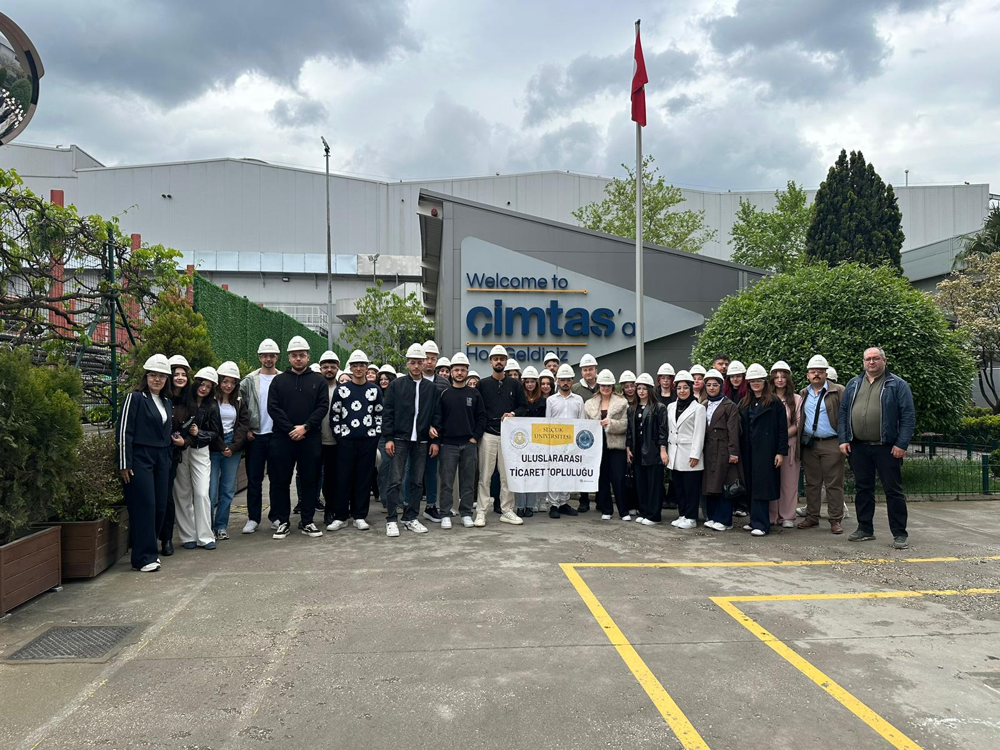 Welcome to
cimtas'a
Hoş Geldiniz
SELÇUK
ÜNİVERSİTESİ
ULUSLARARASI
TİCARET TOPLULUĞU